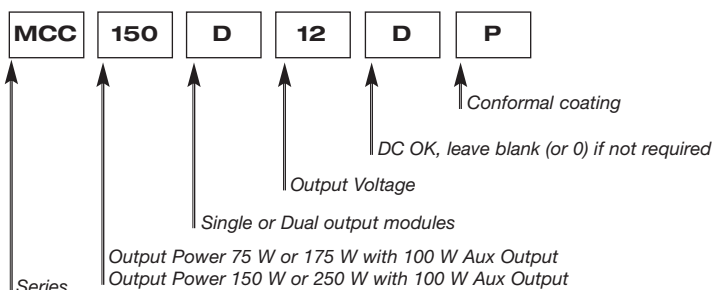 MCC 150 D 12 D P
Conformal coating
DC OK, leave blank (or 0) if not required
Output Voltage
Single or Dual output modules
Output Power 75 W or 175 W with 100 W Aux Output
Output Power 150 W or 250 W with 100 W Aux Output
Series